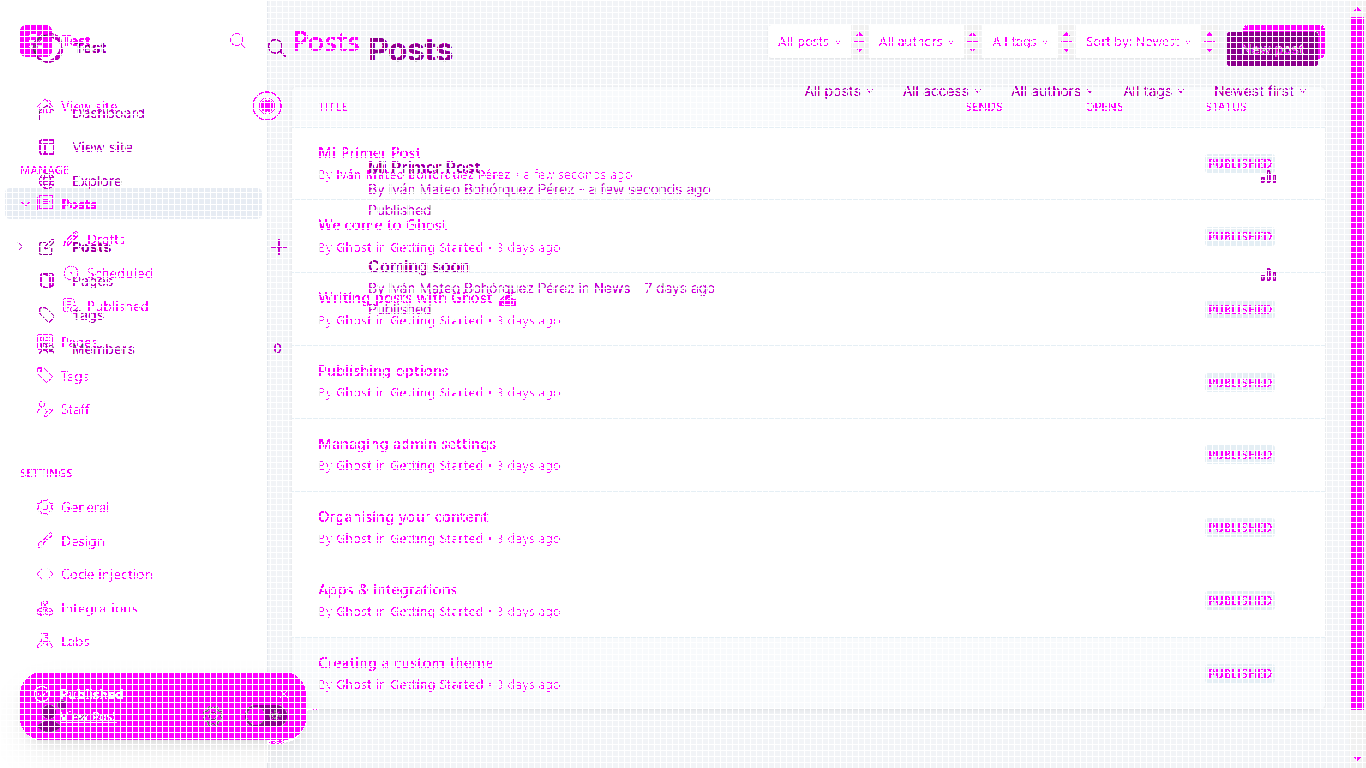 Test
Test
Posts
Posts
All posts
All authors
All tags
Sort by: Newest
All posts
All access
All authors
All tags
Newest first
View site
Dashboard
View site
MANAGE
Explore
Posts
Drafts
Posts
Scheduled
Pages
Published
Tags
Pages
Members
0
Tags
Staff
SETTINGS
General
Design
Code injection
Integrations
Labs
Published
View Post
TITLE
SENDS
OPENS
STATUS
Mi Primer Post
By Iván Mateo Bohórquez Pérez • a few seconds ago
PUBLISHED
Mi Primer Post
By Iván Mateo Bohórquez Pérez - a few seconds ago
Published
Welcome to Ghost
By Ghost in Getting Started • 3 days ago
PUBLISHED
Coming soon
By Iván Mateo Bohórquez Pérez in News - 7 days ago
Published
Writing posts with Ghost
By Ghost in Getting Started • 3 days ago
PUBLISHED
Publishing options
By Ghost in Getting Started • 3 days ago
PUBLISHED
Managing admin settings
By Ghost in Getting Started • 3 days ago
PUBLISHED
Organising your content
By Ghost in Getting Started • 3 days ago
PUBLISHED
Apps & integrations
By Ghost in Getting Started • 3 days ago
PUBLISHED
Creating a custom theme
By Ghost in Getting Started • 3 days ago
PUBLISHED